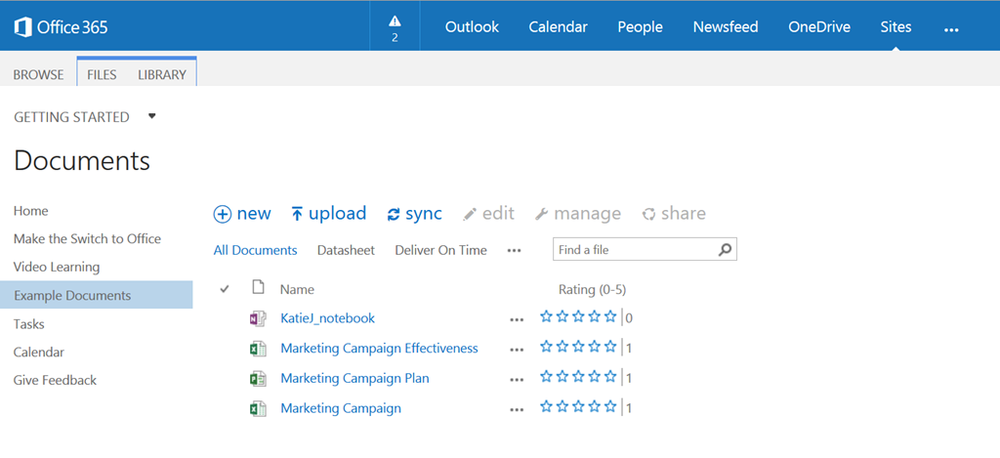 Office 365 2 Outlook Calendar People Newsfeed OneDrive Sites ...
BROWSE FILES LIBRARY
GETTING STARTED
Documents
Home
Make the Switch to Office
Video Learning
Example Documents
Tasks
Calendar
Give Feedback
new upload sync edit manage share
All Documents Datasheet Deliver On Time ... Find a file
Name Rating (0-5)
KatieJ_notebook ... 0
Marketing Campaign Effectiveness ... 1
Marketing Campaign Plan ... 1
Marketing Campaign ... 1